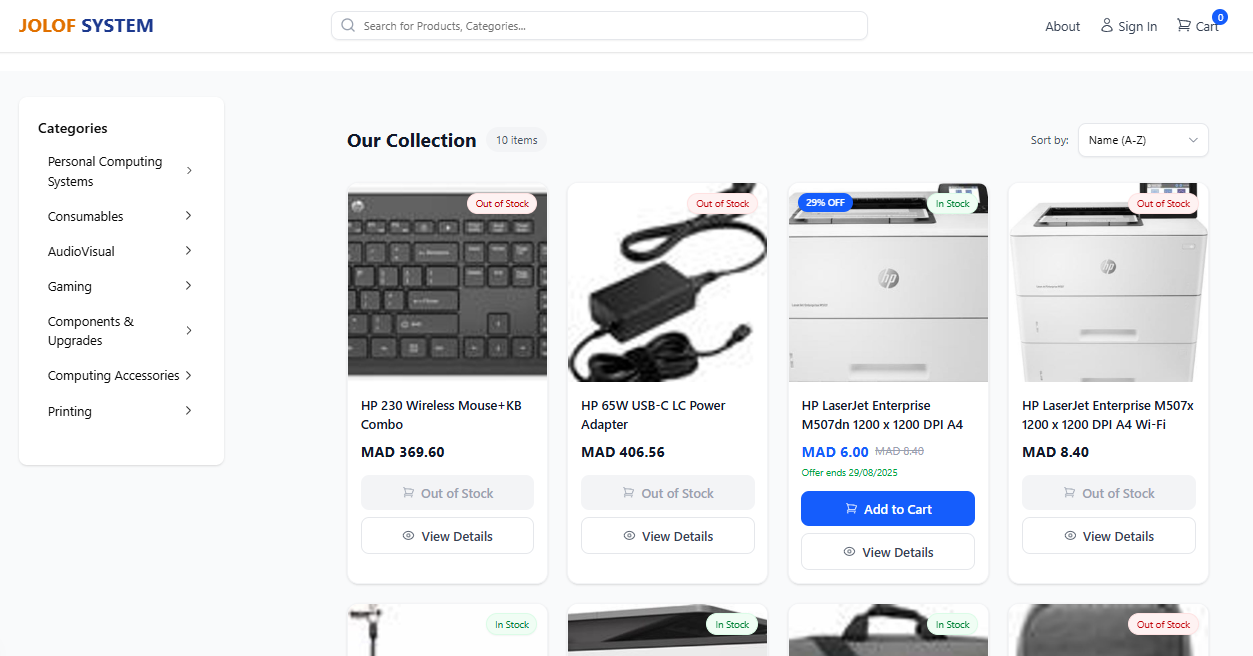 JOLOF SYSTEM
Search for Products, Categories...
About
Sign In
Cart
0
Categories
Personal Computing
Systems
Consumables
AudioVisual
Gaming
Components &
Upgrades
Computing Accessories
Printing
Our Collection
10 items
Sort by:
Name (A-Z)
Out of Stock
HP 230 Wireless Mouse+KB
Combo
MAD 369.60
Out of Stock
View Details
Out of Stock
HP 65W USB-C LC Power
Adapter
MAD 406.56
Out of Stock
View Details
29% OFF
In Stock
hp
HP LaserJet Enterprise
M507dn 1200 x 1200 DPI A4
MAD 6.00 MAD 8.40
Offer ends 29/08/2025
Add to Cart
View Details
Out of Stock
hp
HP LaserJet Enterprise M507x
1200 x 1200 DPI A4 Wi-Fi
MAD 8.40
Out of Stock
View Details
In Stock
In Stock
In Stock
Out of Stock